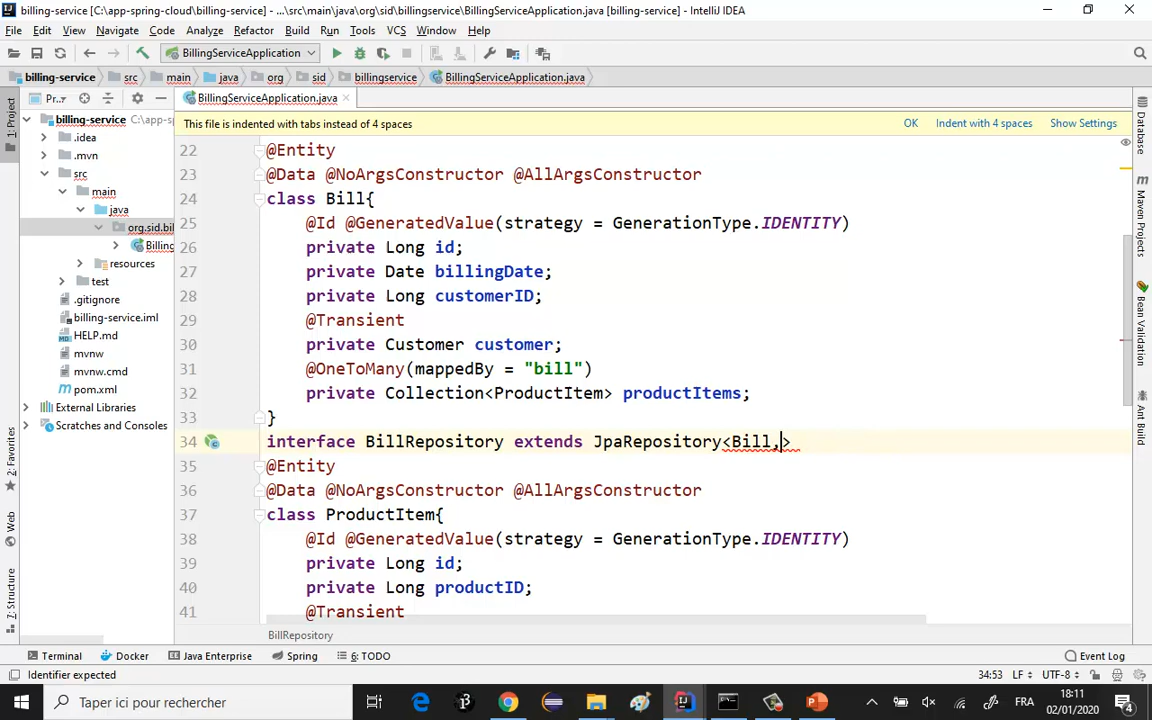 billing-service [C:\app-spring-cloud\billing-service] - ...\src\main\java\org\sid\billingservice\BillingServiceApplication.java [billing-service] - IntelliJ IDEA
File Edit View Navigate Code Analyze Refactor Build Run Tools VCS Window Help
BillingServiceApplication
billing-service src main java org sid billingservice BillingServiceApplication.java
1: Project
Pr...
BillingServiceApplication.java
billing-service C:\app-s
This file is indented with tabs instead of 4 spaces OK Indent with 4 spaces Show Settings
.idea
.mvn
src
main
java
org.sid.bil
Billing
resources
test
.gitignore
billing-service.iml
HELP.md
mvnw
mvnw.cmd
pom.xml
External Libraries
Scratches and Consoles
22 @Entity
23 @Data @NoArgsConstructor @AllArgsConstructor
24 class Bill{
25 @Id @GeneratedValue(strategy = GenerationType.IDENTITY)
26 private Long id;
27 private Date billingDate;
28 private Long customerID;
29 @Transient
30 private Customer customer;
31 @OneToMany(mappedBy = "bill")
32 private Collection<ProductItem> productItems;
33 }
34 interface BillRepository extends JpaRepository<Bill,>
35 @Entity
36 @Data @NoArgsConstructor @AllArgsConstructor
37 class ProductItem{
38 @Id @GeneratedValue(strategy = GenerationType.IDENTITY)
39 private Long id;
40 private Long productID;
41 @Transient
BillRepository
Database
Maven Projects
Bean Validation
Ant Build
2: Favorites
Web
Z: Structure
Terminal Docker Java Enterprise Spring 6: TODO Event Log
Identifier expected 34:53 LF UTF-8
Taper ici pour rechercher
FRA
18:11
02/01/2020
4